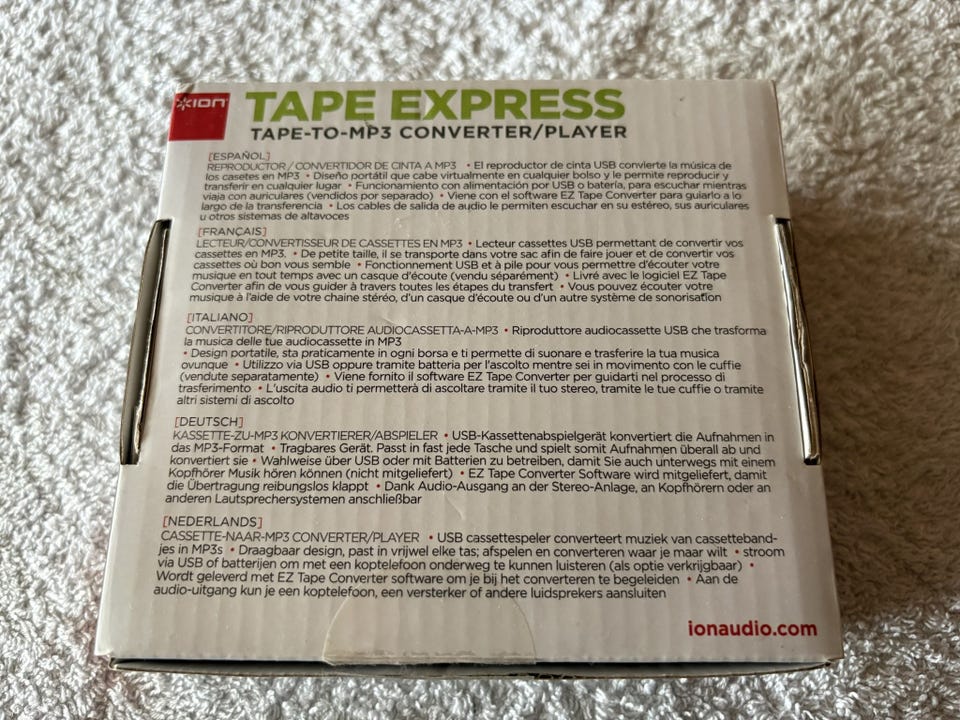 ION
TAPE EXPRESS
TAPE-TO-MP3 CONVERTER/PLAYER
[ESPAÑOL]
REPRODUCTOR / CONVERTIDOR DE CINTA A MP3 • El reproductor de cinta USB convierte la música de
los casetes en MP3 • Diseño portátil que cabe virtualmente en cualquier bolso y le permite reproducir y
transferir en cualquier lugar • Funcionamiento con alimentación por USB o batería, para escuchar mientras
viaja con auriculares (vendidos por separado) • Viene con el software EZ Tape Converter para guiarlo a lo
largo de la transferencia • Los cables de salida de audio le permiten escuchar en su estéreo, sus auriculares
u otros sistemas de altavoces
[FRANÇAIS]
LECTEUR/CONVERTISSEUR DE CASSETTES EN MP3 • Lecteur cassettes USB permettant de convertir vos
cassettes en MP3. • De petite taille, il se transporte dans votre sac afin de faire jouer et de convertir vos
cassettes où bon vous semble • Fonctionnement USB et à pile pour vous permettre d'écouter votre
musique en tout temps avec un casque d'écoute (vendu séparément) • Livré avec le logiciel EZ Tape
Converter afin de vous guider à travers toutes les étapes du transfert • Vous pouvez écouter votre
musique à l'aide de votre chaine stéréo, d'un casque d'écoute ou d'un autre système de sonorisation
[ITALIANO]
CONVERTITORE/RIPRODUTTORE AUDIOCASSETTA-A-MP3 • Riproduttore audiocassette USB che trasforma
la musica delle tue audiocassette in MP3
• Design portatile, sta praticamente in ogni borsa e ti permette di suonare e trasferire la tua musica
ovunque • Utilizzo via USB oppure tramite batteria per l'ascolto mentre sei in movimento con le cuffie
(vendute separatamente) • Viene fornito il software EZ Tape Converter per guidarti nel processo di
trasferimento • L'uscita audio ti permetterà di ascoltare tramite il tuo stereo, tramite le tue cuffie o tramite
altri sistemi di ascolto
[DEUTSCH]
KASSETTE-ZU-MP3 KONVERTIERER/ABSPIELER • USB-Kassettenabspielgerät konvertiert die Aufnahmen in
das MP3-Format • Tragbares Gerät. Passt in fast jede Tasche und spielt somit Aufnahmen überall ab und
konvertiert sie • Wahlweise über USB oder mit Batterien zu betreiben, damit Sie auch unterwegs mit einem
Kopfhörer Musik hören können (nicht mitgeliefert) • EZ Tape Converter Software wird mitgeliefert, damit
die Übertragung reibungslos klappt • Dank Audio-Ausgang an der Stereo-Anlage, an Kopfhörern oder an
anderen Lautsprechersystemen anschließbar
[NEDERLANDS]
CASSETTE-NAAR-MP3 CONVERTER/PLAYER • USB cassettespeler converteert muziek van cassetteband-
jes in MP3s • Draagbaar design, past in vrijwel elke tas; afspelen en converteren waar je maar wilt • stroom
via USB of batterijen om met een koptelefoon onderweg te kunnen luisteren (als optie verkrijgbaar) •
Wordt geleverd met EZ Tape Converter software om je bij het converteren te begeleiden • Aan de
audio-uitgang kun je een koptelefoon, een versterker of andere luidsprekers aansluiten
ionaudio.com